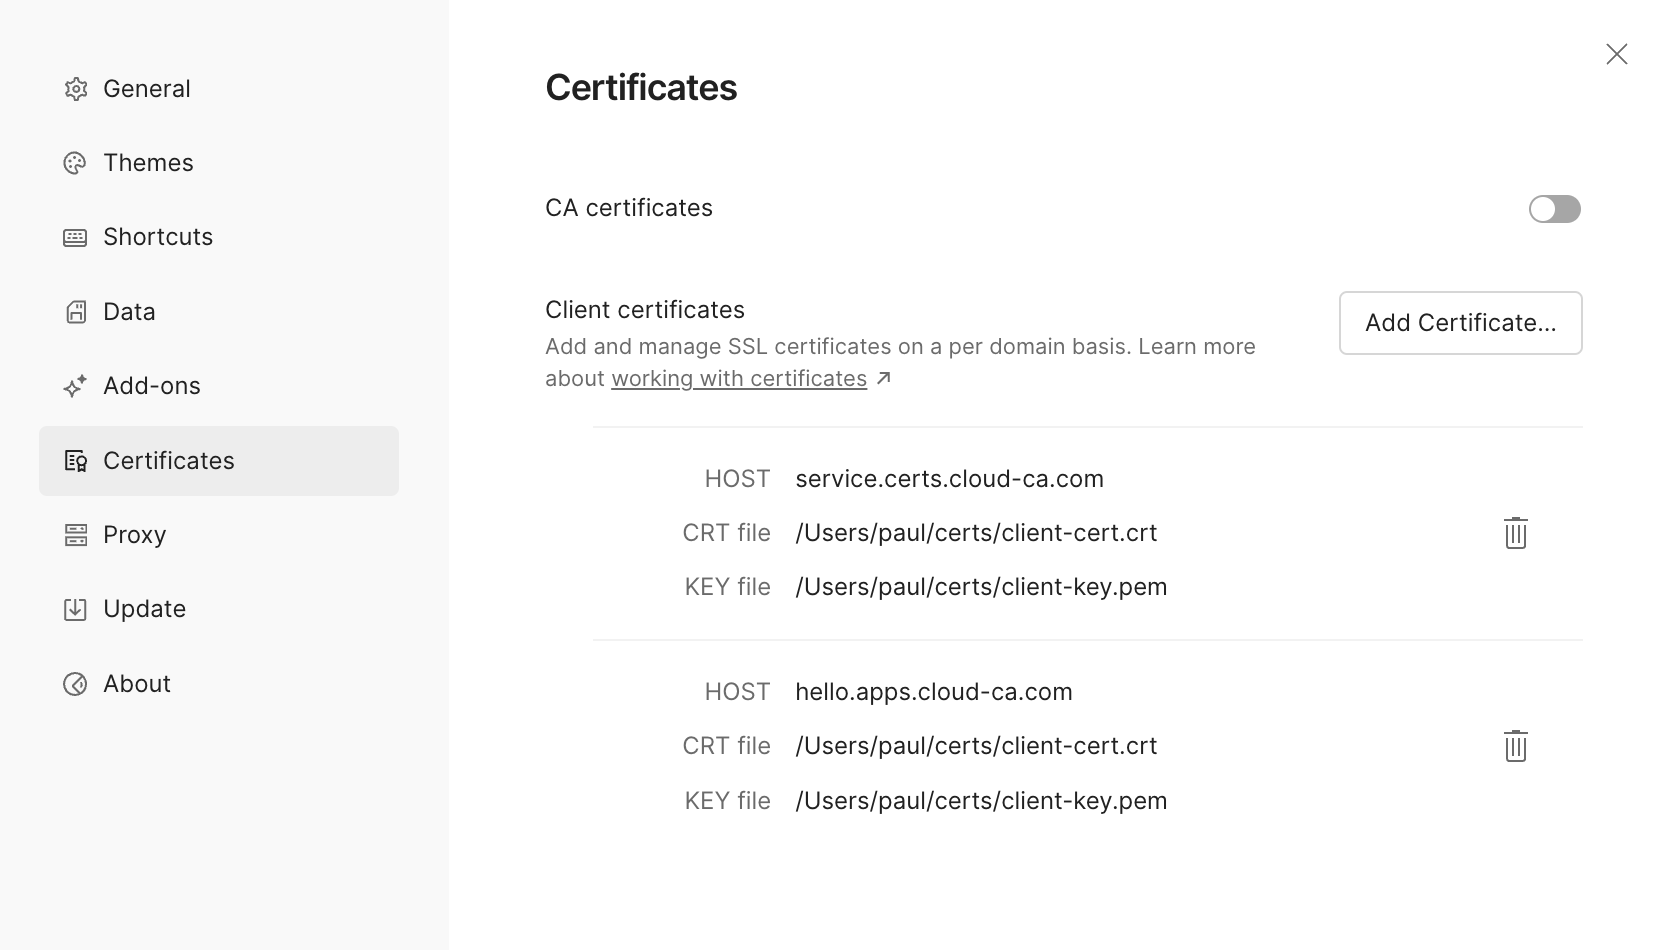 General
Themes
Shortcuts
Data
Add-ons
Certificates
Proxy
Update
About
Certificates
CA certificates
Client certificates
Add and manage SSL certificates on a per domain basis. Learn more
about working with certificates ↗
Add Certificate...
HOST service.certs.cloud-ca.com
CRT file /Users/paul/certs/client-cert.crt
KEY file /Users/paul/certs/client-key.pem
HOST hello.apps.cloud-ca.com
CRT file /Users/paul/certs/client-cert.crt
KEY file /Users/paul/certs/client-key.pem